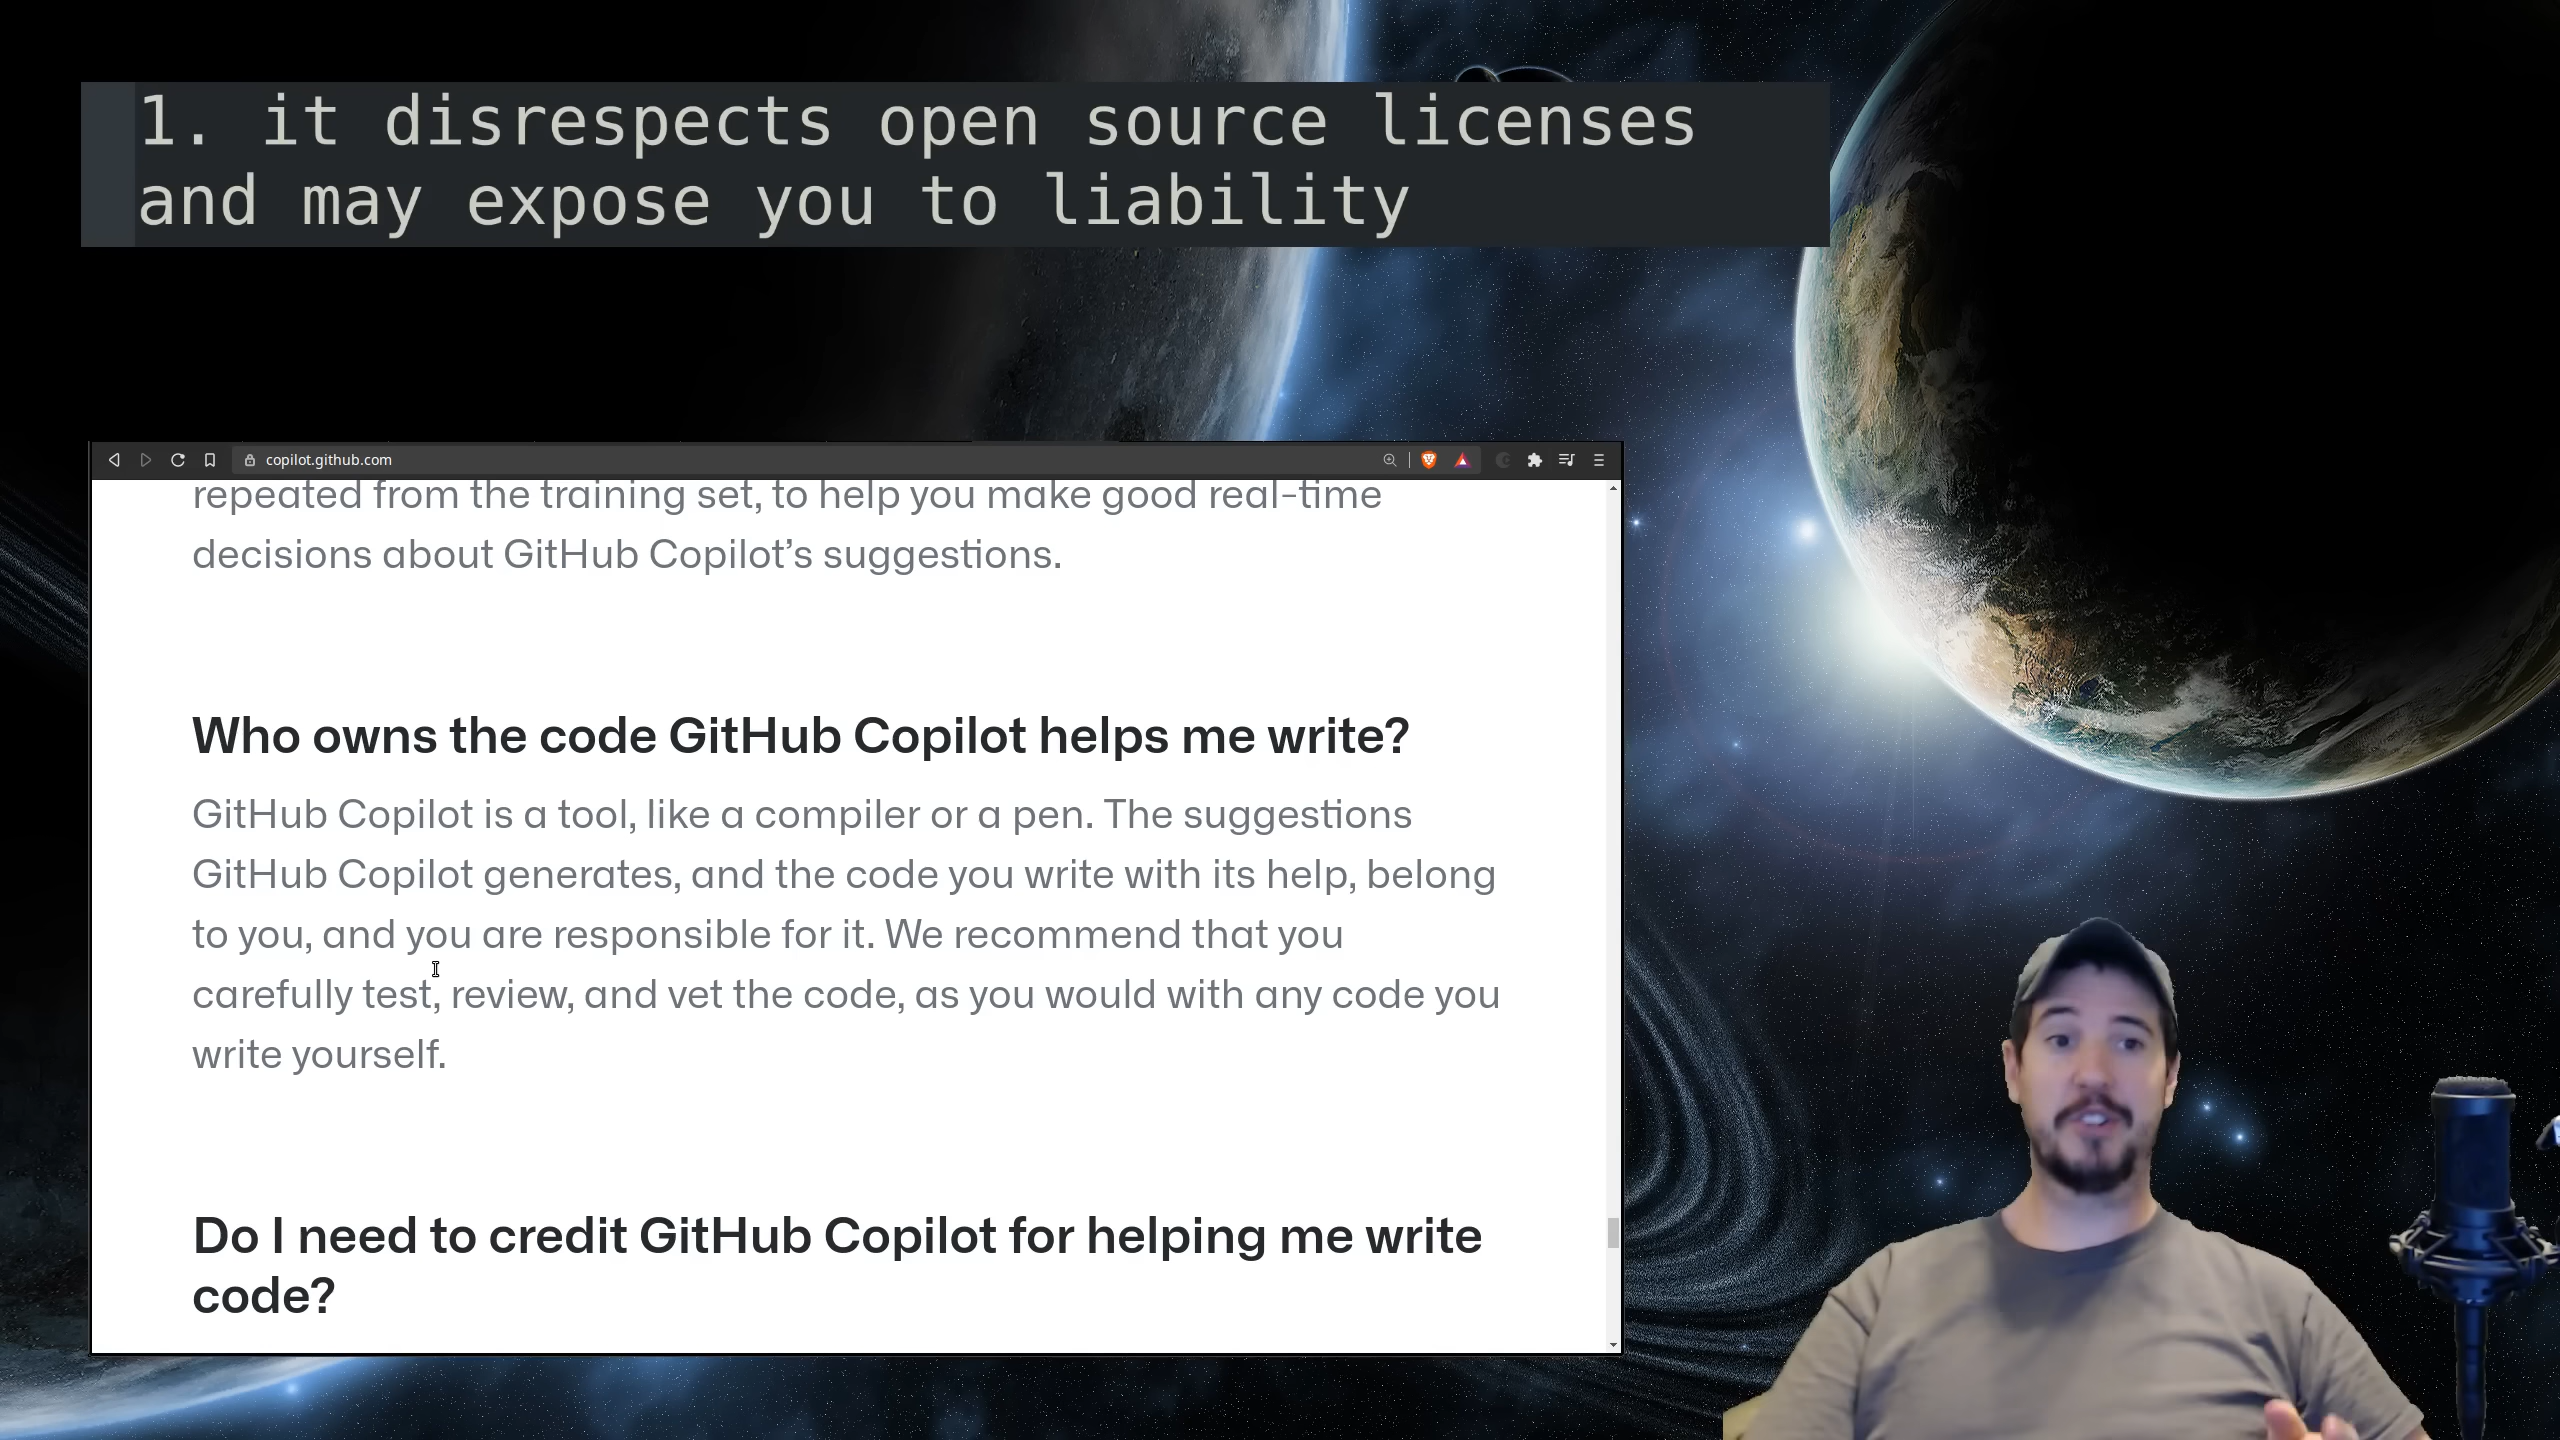 1. it disrespects open source licenses
and may expose you to liability
copilot.github.com
repeated from the training set, to help you make good real-time
decisions about GitHub Copilot’s suggestions.
Who owns the code GitHub Copilot helps me write?
GitHub Copilot is a tool, like a compiler or a pen. The suggestions
GitHub Copilot generates, and the code you write with its help, belong
to you, and you are responsible for it. We recommend that you
carefully test, review, and vet the code, as you would with any code you
write yourself.
Do I need to credit GitHub Copilot for helping me write
code?